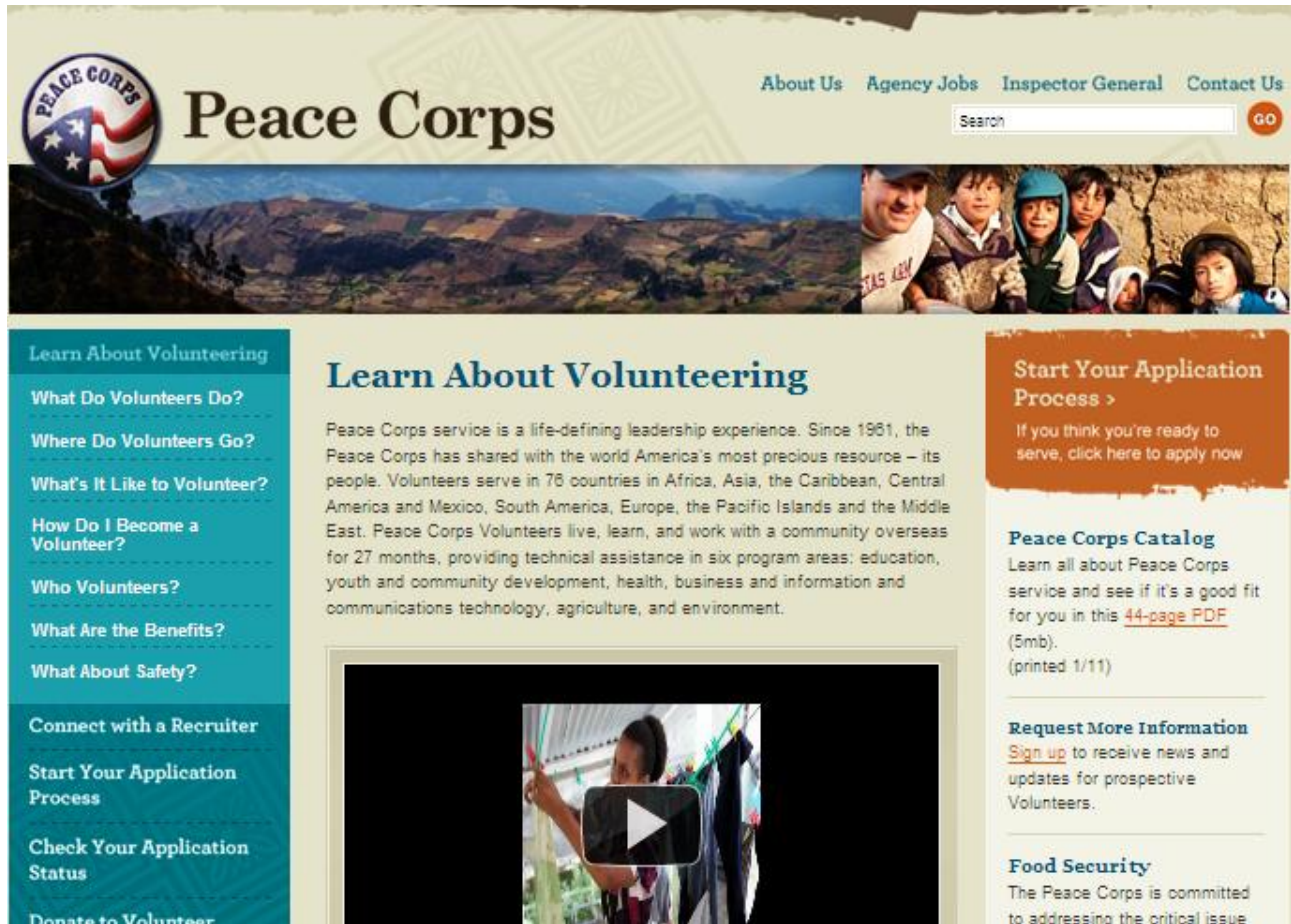 PEACE CORPS
Peace Corps
About Us Agency Jobs Inspector General Contact Us
Search GO
Learn About Volunteering
What Do Volunteers Do?
Where Do Volunteers Go?
What's It Like to Volunteer?
How Do I Become a
Volunteer?
Who Volunteers?
What Are the Benefits?
What About Safety?
Connect with a Recruiter
Start Your Application
Process
Check Your Application
Status
Donate to Volunteer
Learn About Volunteering
Peace Corps service is a life-defining leadership experience. Since 1961, the
Peace Corps has shared with the world America's most precious resource – its
people. Volunteers serve in 76 countries in Africa, Asia, the Caribbean, Central
America and Mexico, South America, Europe, the Pacific Islands and the Middle
East. Peace Corps Volunteers live, learn, and work with a community overseas
for 27 months, providing technical assistance in six program areas: education,
youth and community development, health, business and information and
communications technology, agriculture, and environment.
Start Your Application
Process >
If you think you're ready to
serve, click here to apply now
Peace Corps Catalog
Learn all about Peace Corps
service and see if it's a good fit
for you in this 44-page PDF
(5mb).
(printed 1/11)
Request More Information
Sign up to receive news and
updates for prospective
Volunteers.
Food Security
The Peace Corps is committed
to addressing the critical issue